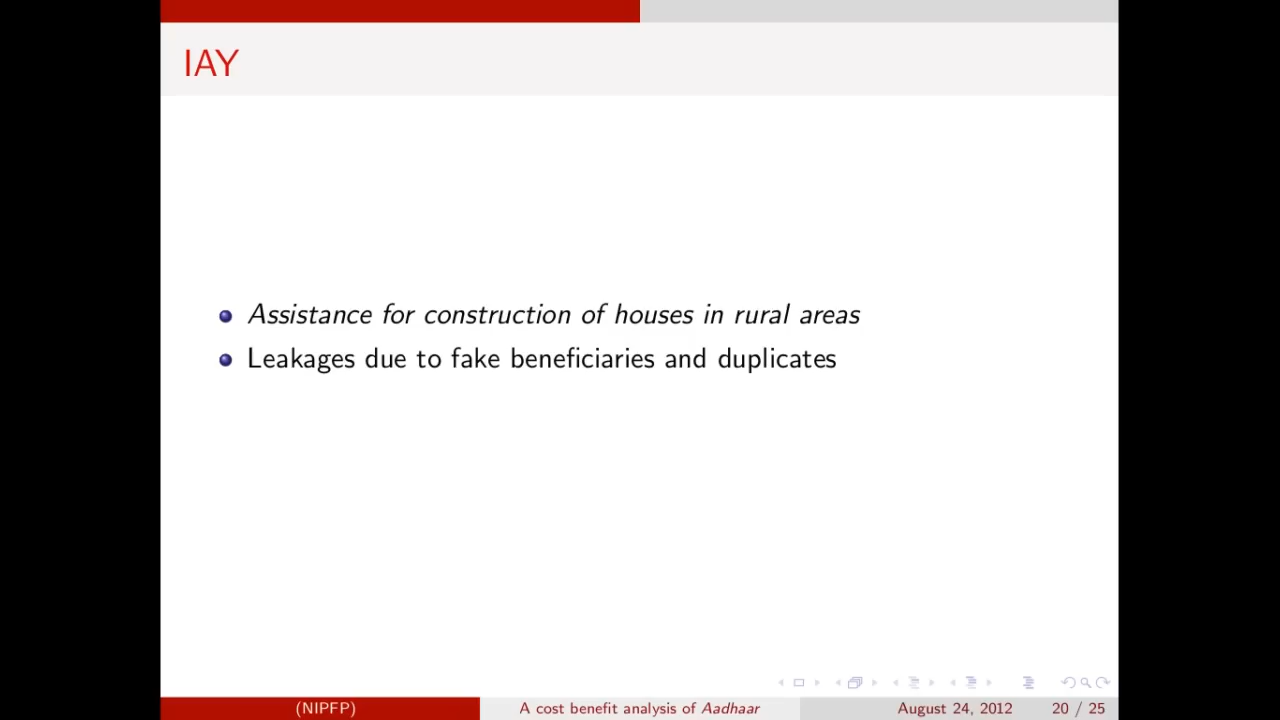 IAY
Assistance for construction of houses in rural areas
Leakages due to fake beneficiaries and duplicates
(NIPFP)
A cost benefit analysis of Aadhaar
August 24, 2012
20 / 25